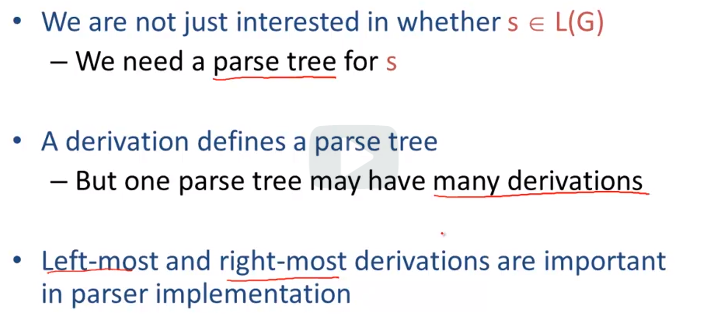 • We are not just interested in whether s ∈ L(G)
– We need a parse tree for s
• A derivation defines a parse tree
– But one parse tree may have many derivations
• Left-most and right-most derivations are important
in parser implementation